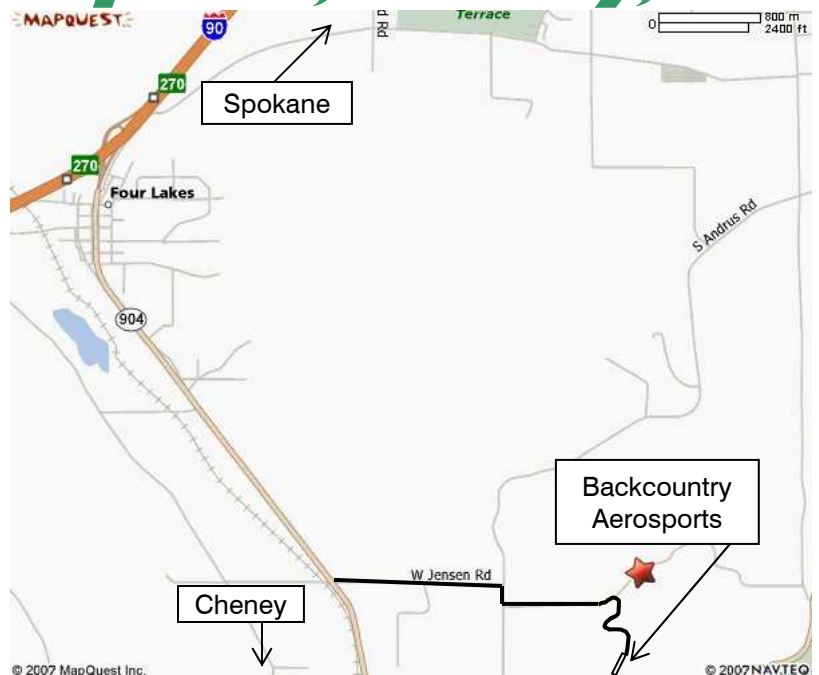 MAPQUEST
90
d Rd
Terrace
0
800 m
2400 ft
270
Spokane
270
Four Lakes
S Andrus Rd
904
Backcountry
Aerosports
W Jensen Rd
Cheney
© 2007 MapQuest Inc.
© 2007 NAVTEQ